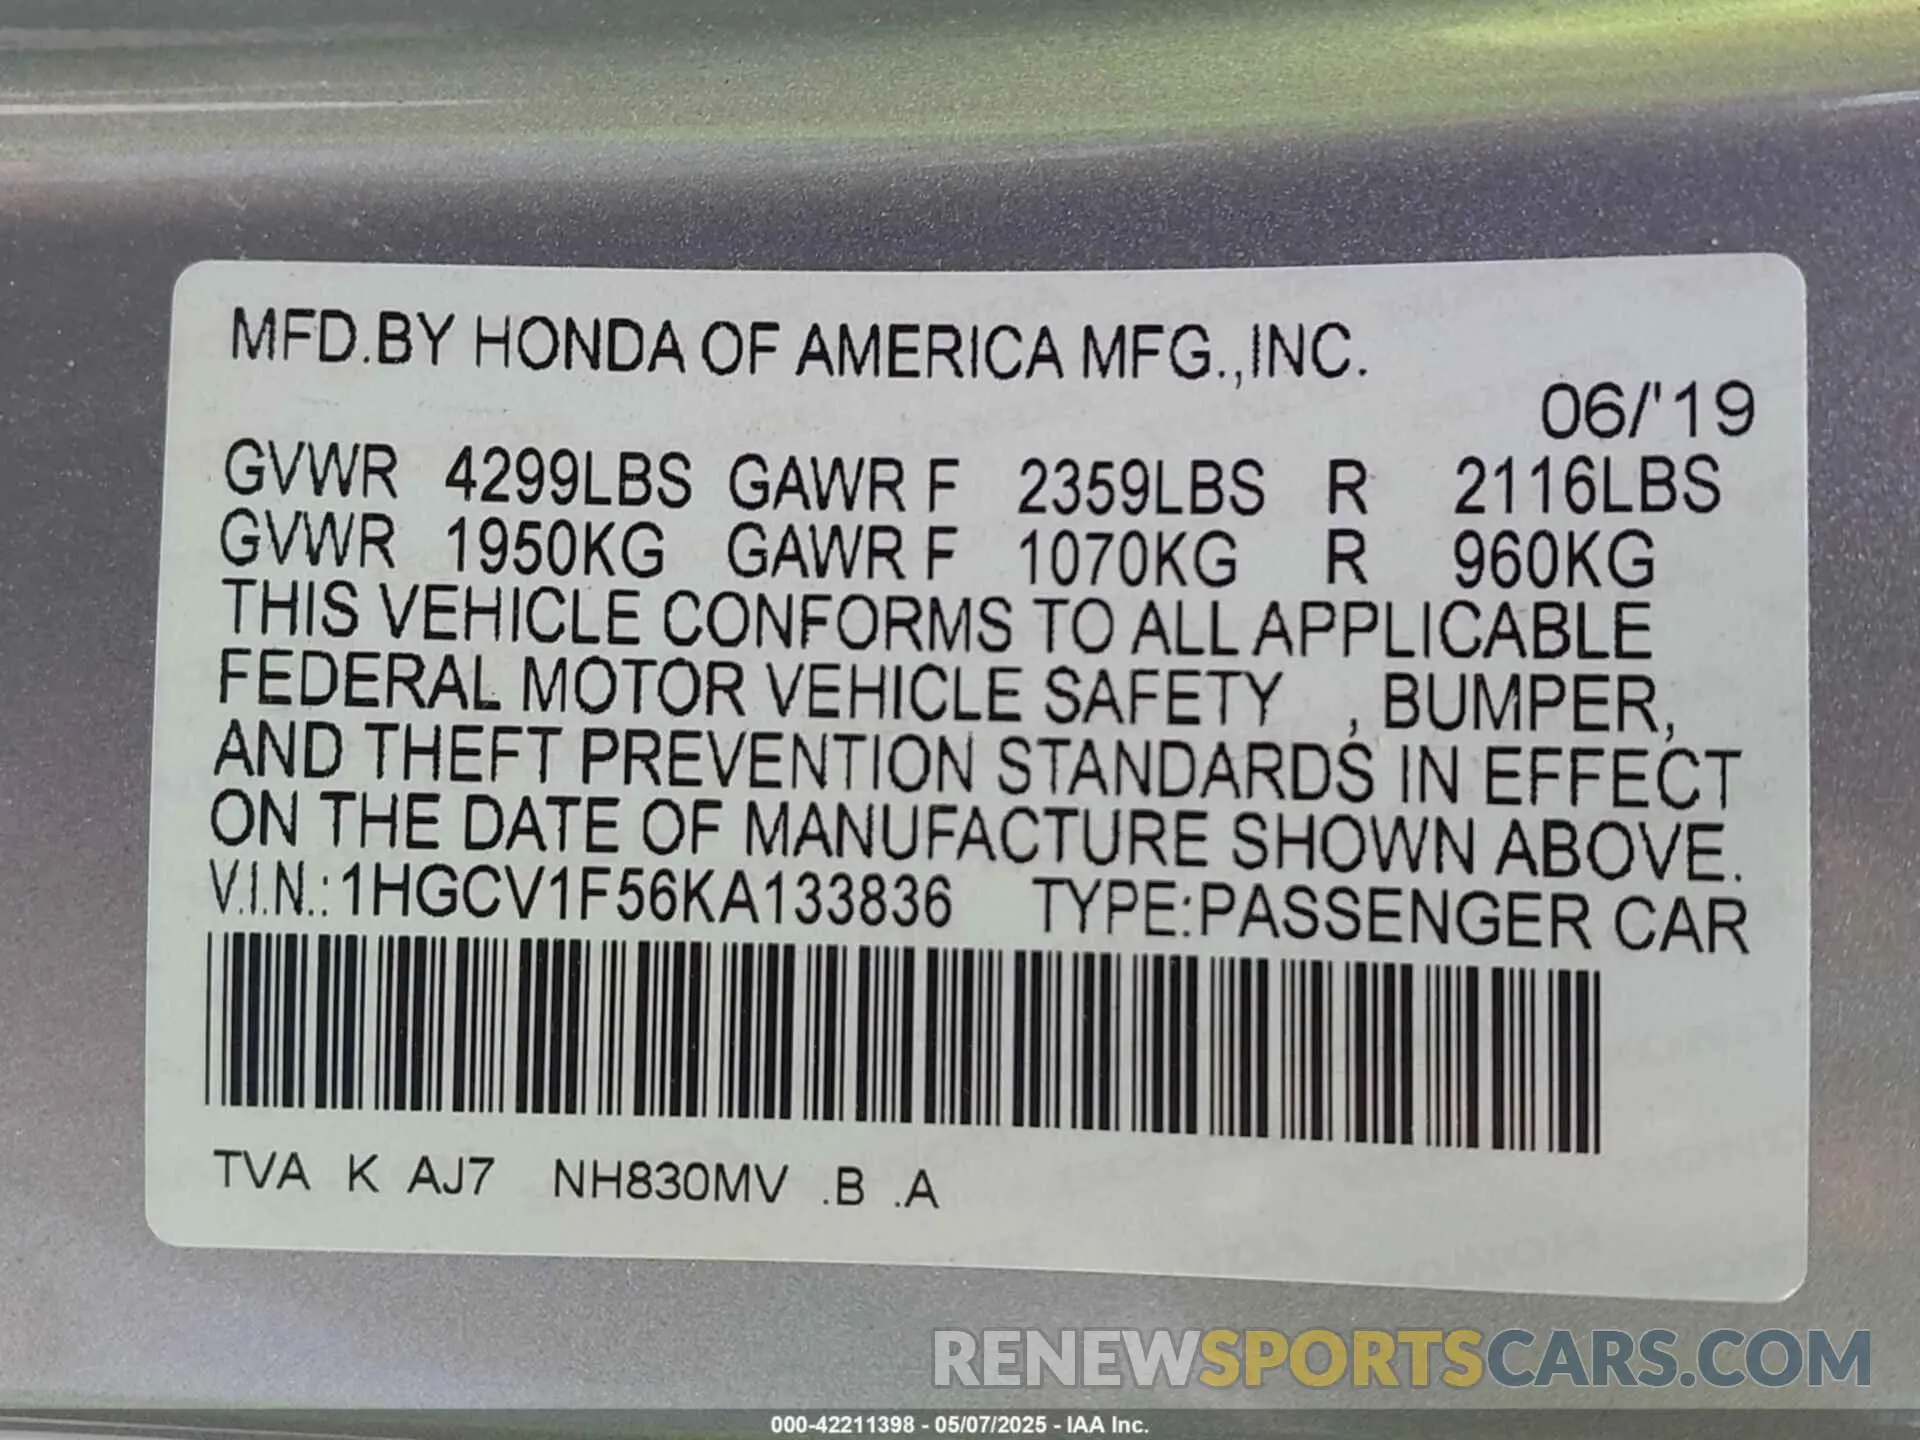 MFD.BY HONDA OF AMERICA MFG.,INC.
06/'19
GVWR 4299LBS GAWR F 2359LBS R 2116LBS
GVWR 1950KG GAWR F 1070KG R 960KG
THIS VEHICLE CONFORMS TO ALL APPLICABLE
FEDERAL MOTOR VEHICLE SAFETY , BUMPER,
AND THEFT PREVENTION STANDARDS IN EFFECT
ON THE DATE OF MANUFACTURE SHOWN ABOVE.
V.I.N.:1HGCV1F56KA133836 TYPE:PASSENGER CAR
TVA K AJ7 NH830MV .B .A
RENEWSPORTSCARS.COM
000-42211398 - 05/07/2025 - IAA Inc.